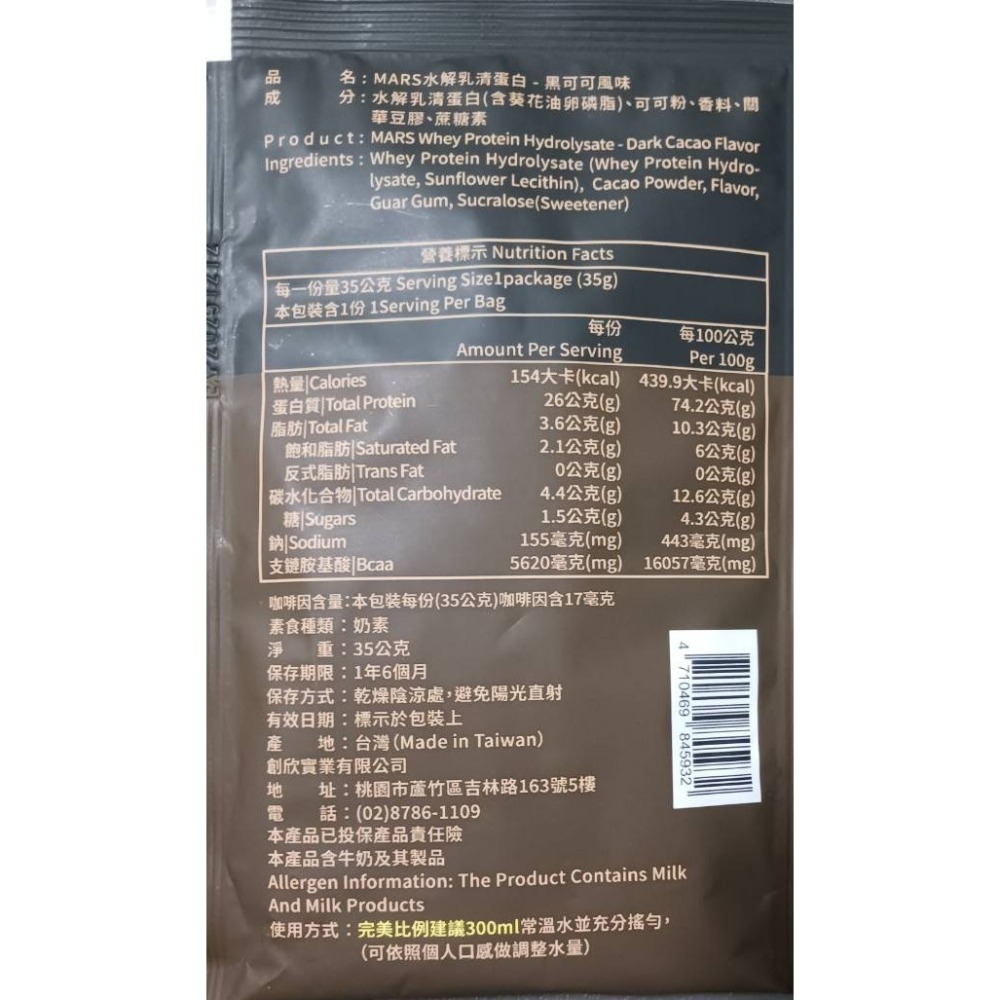 品　　名：MARS水解乳清蛋白 - 黑可可風味
成　　分：水解乳清蛋白(含葵花油卵磷脂)、可可粉、香料、關
華豆膠、蔗糖素
Product: MARS Whey Protein Hydrolysate - Dark Cacao Flavor
Ingredients: Whey Protein Hydrolysate (Whey Protein Hydro-
lysate, Sunflower Lecithin), Cacao Powder, Flavor,
Guar Gum, Sucralose(Sweetener)
營養標示 Nutrition Facts
每一份量35公克 Serving Size1package (35g)
本包裝含1份 1Serving Per Bag
每份 每100公克
Amount Per Serving Per 100g
熱量|Calories 154大卡(kcal) 439.9大卡(kcal)
蛋白質|Total Protein 26公克(g) 74.2公克(g)
脂肪|Total Fat 3.6公克(g) 10.3公克(g)
飽和脂肪|Saturated Fat 2.1公克(g) 6公克(g)
反式脂肪|Trans Fat 0公克(g) 0公克(g)
碳水化合物|Total Carbohydrate 4.4公克(g) 12.6公克(g)
糖|Sugars 1.5公克(g) 4.3公克(g)
鈉|Sodium 155毫克(mg) 443毫克(mg)
支鏈胺基酸|Bcaa 5620毫克(mg) 16057毫克(mg)
咖啡因含量：本包裝每份(35公克)咖啡因含17毫克
素食種類：奶素
淨　　重：35公克
保存期限：1年6個月
保存方式：乾燥陰涼處，避免陽光直射
有效日期：標示於包裝上
產　　地：台灣(Made in Taiwan)
創欣實業有限公司
地　　址：桃園市蘆竹區吉林路163號5樓
電　　話：(02)8786-1109
本產品已投保產品責任險
本產品含牛奶及其製品
Allergen Information: The Product Contains Milk
And Milk Products
使用方式：完美比例建議300ml常溫水並充分搖勻，
（可依照個人口感做調整水量）
4 710469 845932